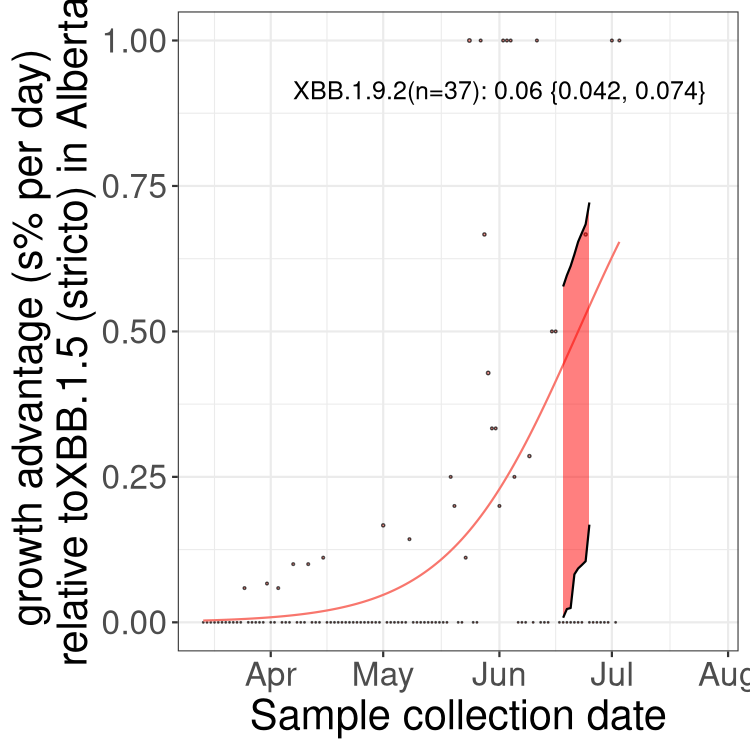 growth advantage (s% per day)
relative toXBB.1.5 (stricto) in Alberta
1.00
0.75
0.50
0.25
0.00
XBB.1.9.2(n=37): 0.06 {0.042, 0.074}
Apr May Jun Jul Aug
Sample collection date